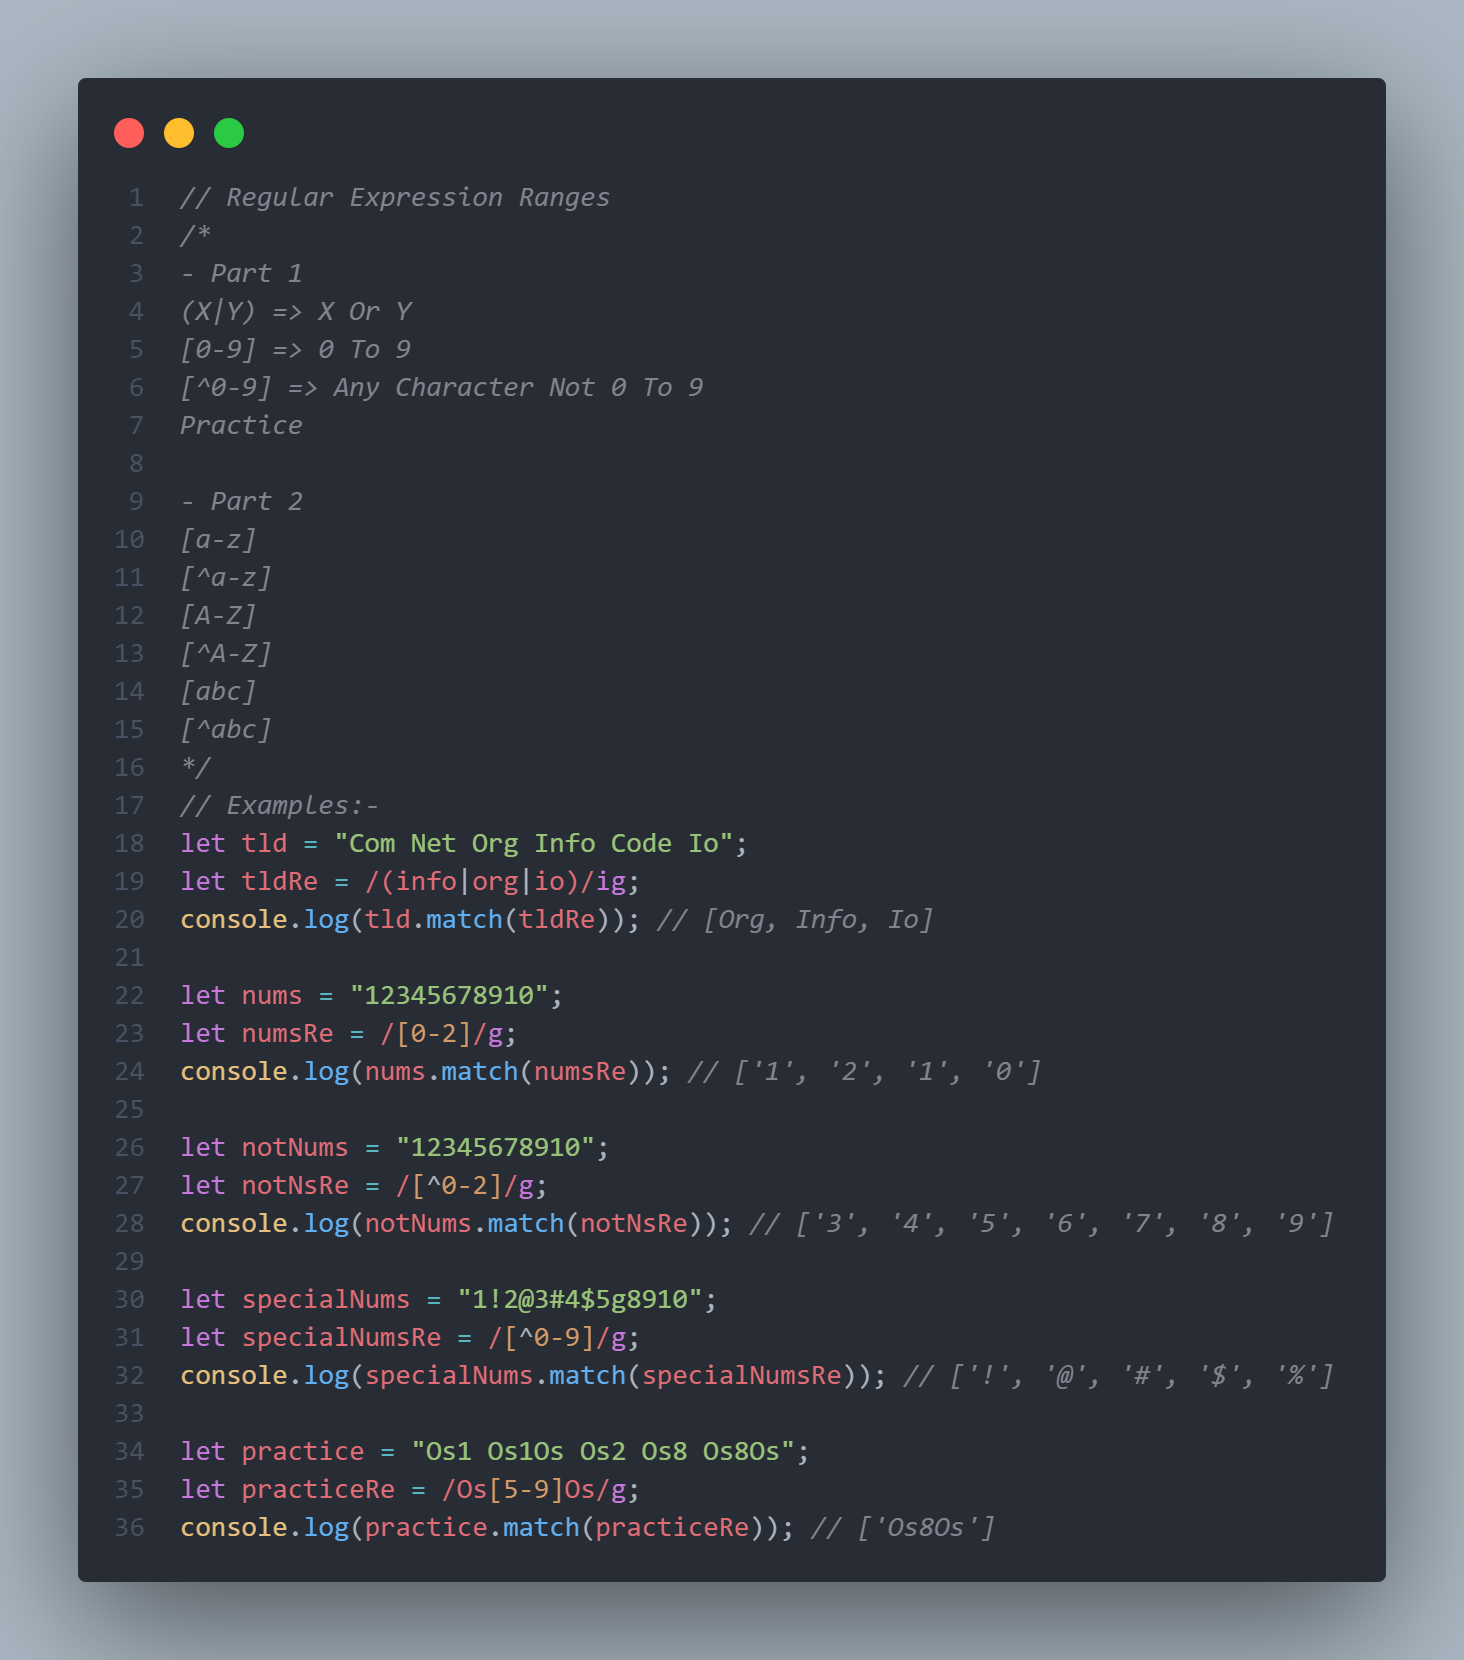 1 // Regular Expression Ranges
2 /*
3 - Part 1
4 (X|Y) => X Or Y
5 [0-9] => 0 To 9
6 [^0-9] => Any Character Not 0 To 9
7 Practice
8
9 - Part 2
10 [a-z]
11 [^a-z]
12 [A-Z]
13 [^A-Z]
14 [abc]
15 [^abc]
16 */
17 // Examples:-
18 let tld = "Com Net Org Info Code Io";
19 let tldRe = /(info|org|io)/ig;
20 console.log(tld.match(tldRe)); // [Org, Info, Io]
21
22 let nums = "12345678910";
23 let numsRe = /[0-2]/g;
24 console.log(nums.match(numsRe)); // ['1', '2', '1', '0']
25
26 let notNums = "12345678910";
27 let notNsRe = /[^0-2]/g;
28 console.log(notNums.match(notNsRe)); // ['3', '4', '5', '6', '7', '8', '9']
29
30 let specialNums = "1!2@3#4$5g8910";
31 let specialNumsRe = /[^0-9]/g;
32 console.log(specialNums.match(specialNumsRe)); // ['!', '@', '#', '$', '%']
33
34 let practice = "Os1 Os1Os Os2 Os8 Os8Os";
35 let practiceRe = /Os[5-9]Os/g;
36 console.log(practice.match(practiceRe)); // ['Os8Os']